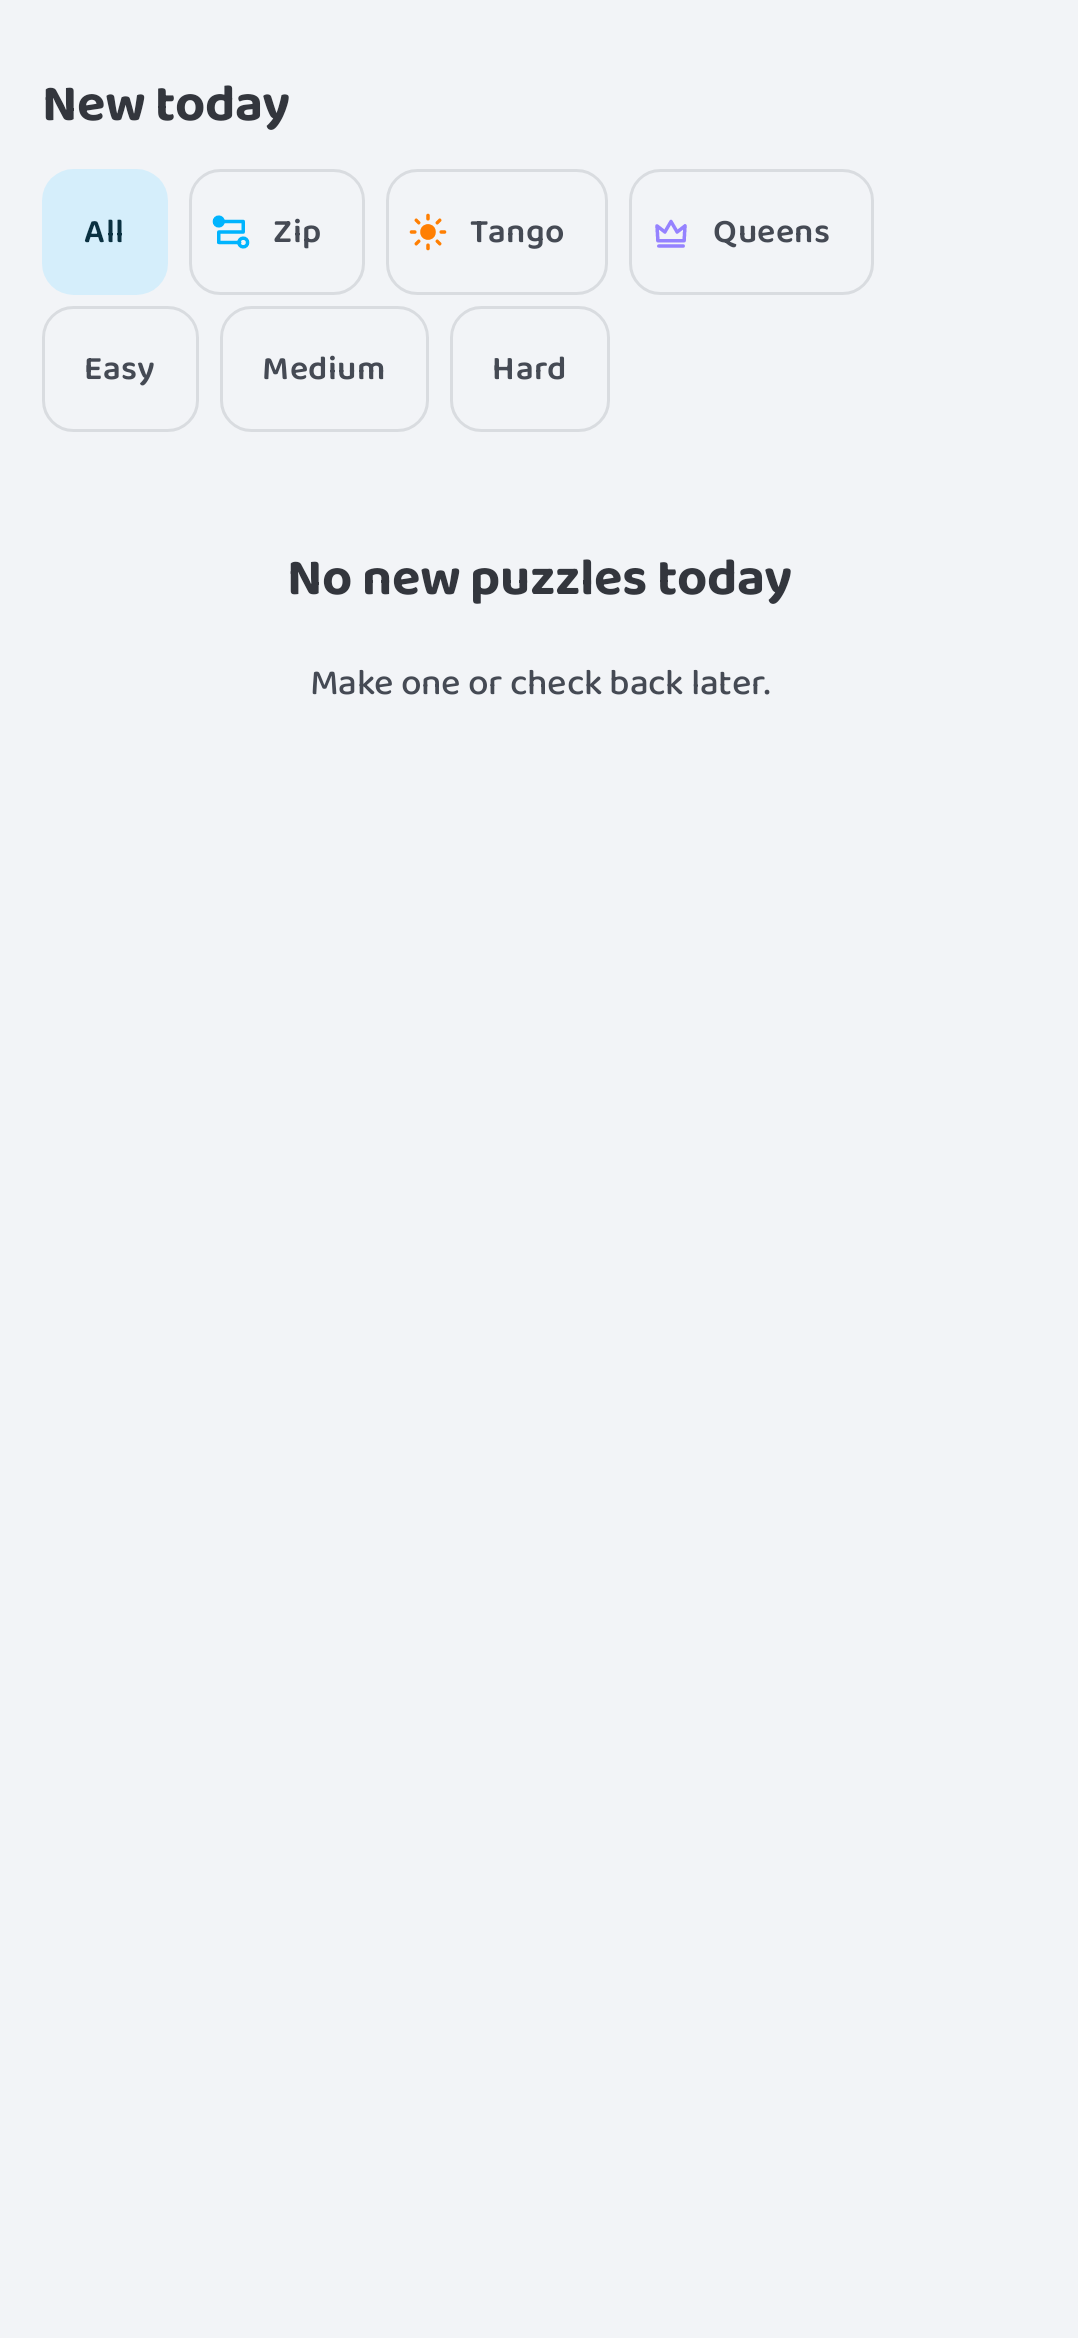 New today
All Zip Tango Queens
Easy Medium Hard
No new puzzles today
Make one or check back later.